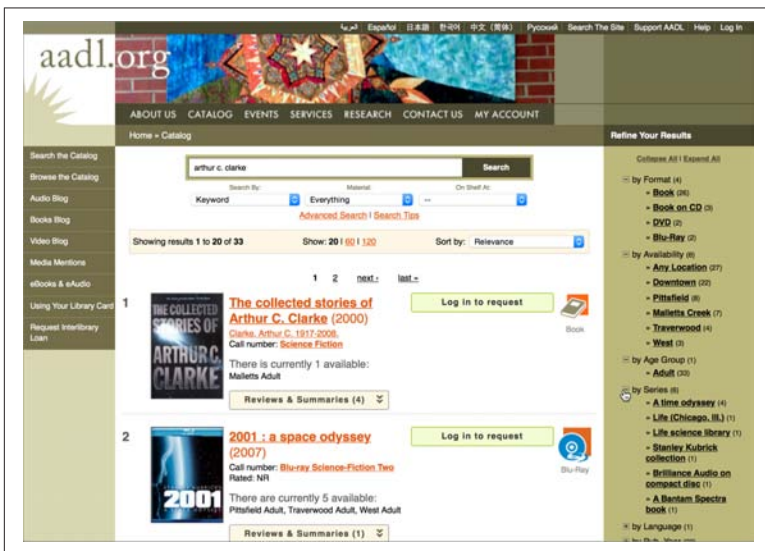 العربية Español 日本語 한국어 中文 (简体) Русский Search The Site Support AADL Help Log In
aadl.org
ABOUT US CATALOG EVENTS SERVICES RESEARCH CONTACT US MY ACCOUNT
Home » Catalog
Search the Catalog
Browse the Catalog
Audio Blog
Books Blog
Video Blog
Media Mentions
eBooks & eAudio
Using Your Library Card
Request Interlibrary
Loan
arthur c. clarke Search
Search By: Material: On Shelf At:
Keyword Everything --
Advanced Search | Search Tips
Showing results 1 to 20 of 33 Show: 20 | 60 | 120 Sort by: Relevance
1 2 next › last »
1
THE COLLECTED
STORIES OF
ARTHUR C.
CLARKE
The collected stories of
Arthur C. Clarke (2000)
Clarke, Arthur C. 1917-2008.
Call number: Science Fiction
There is currently 1 available:
Malletts Adult
Reviews & Summaries (4)
Log in to request
Book
2
2001
2001 : a space odyssey
(2007)
Call number: Blu-ray Science-Fiction Two
Rated: NR
There are currently 5 available:
Pittsfield Adult, Traverwood Adult, West Adult
Reviews & Summaries (1)
Log in to request
Blu-Ray
Refine Your Results
Collapse All | Expand All
by Format (4)
» Book (26)
» Book on CD (3)
» DVD (2)
» Blu-Ray (2)
by Availability (6)
» Any Location (27)
» Downtown (22)
» Pittsfield (8)
» Malletts Creek (7)
» Traverwood (4)
» West (3)
by Age Group (1)
» Adult (33)
by Series (6)
» A time odyssey (4)
» Life (Chicago, Ill.) (1)
» Life science library (1)
» Stanley Kubrick
collection (1)
» Brilliance Audio on
compact disc (1)
» A Bantam Spectra
book (1)
by Language (1)